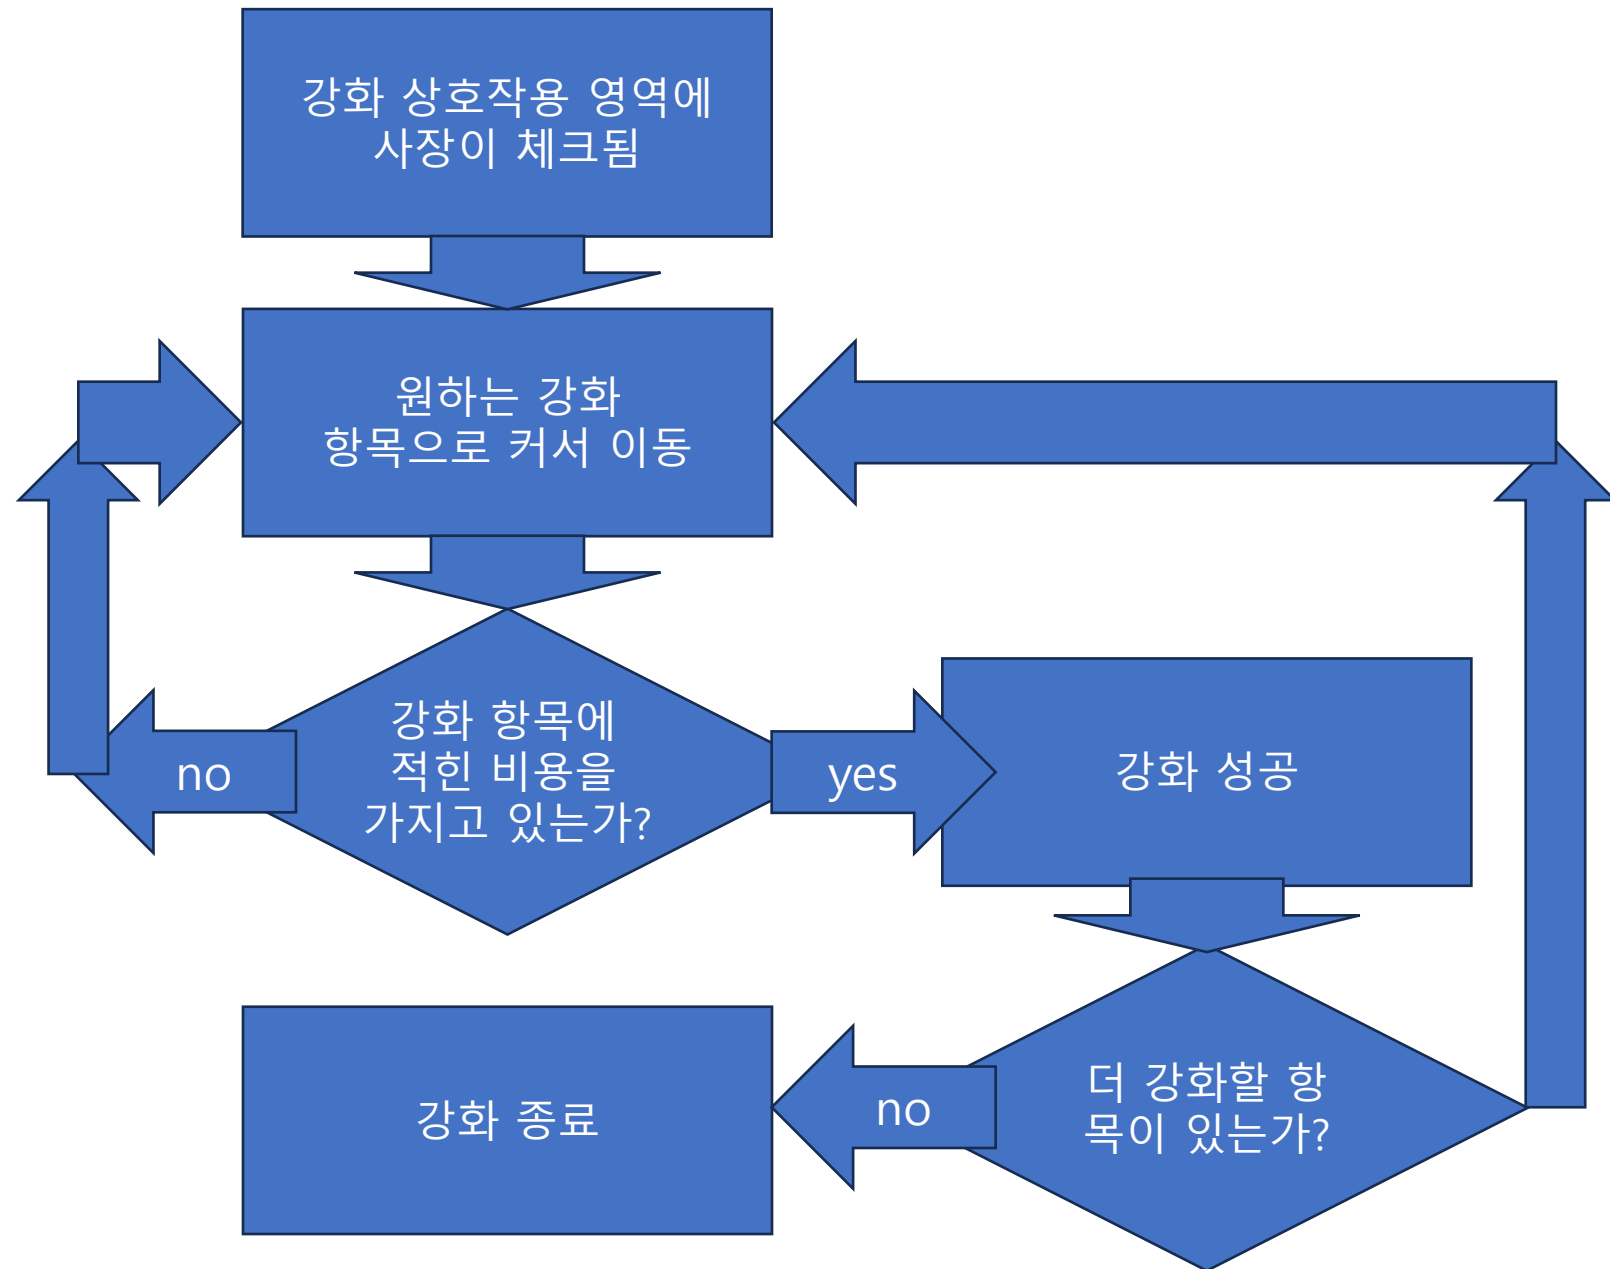 강화 상호작용 영역에
사장이 체크됨
원하는 강화
항목으로 커서 이동
강화 항목에
적힌 비용을
가지고 있는가?
no
yes
강화 성공
더 강화할 항
목이 있는가?
no
강화 종료